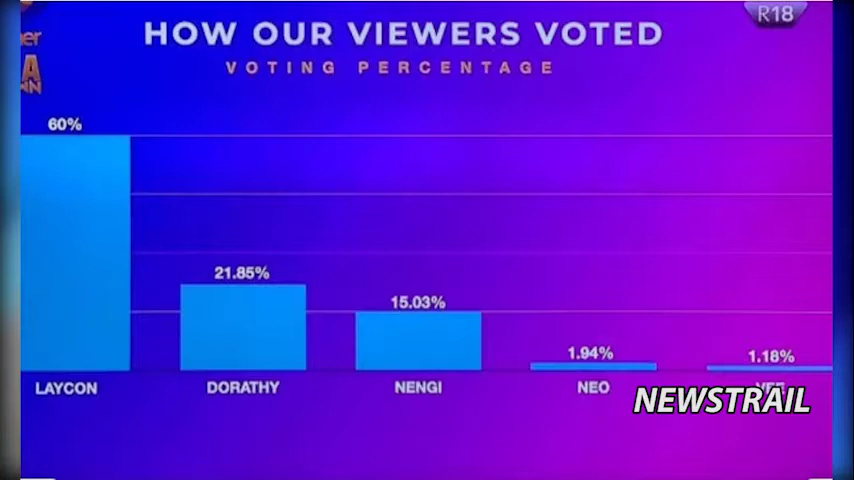 HOW OUR VIEWERS VOTED
VOTING PERCENTAGE
R18
60%
21.85%
15.03%
1.94%
1.18%
LAYCON
DORATHY
NENGI
NEO
NEWSTRAIL